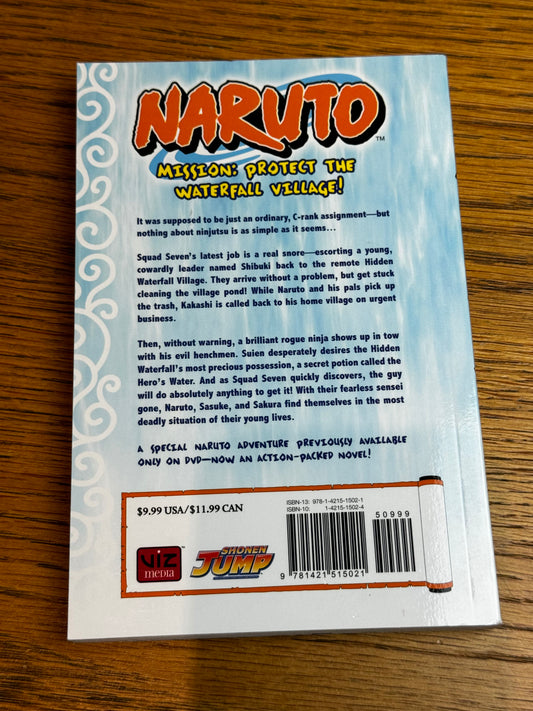 NARUTO™
MISSION: PROTECT THE
WATERFALL VILLAGE!
It was supposed to be just an ordinary, C-rank assignment—but
nothing about ninjutsu is as simple as it seems...
Squad Seven's latest job is a real snore—escorting a young,
cowardly leader named Shibuki back to the remote Hidden
Waterfall Village. They arrive without a problem, but get stuck
cleaning the village pond! While Naruto and his pals pick up
the trash, Kakashi is called back to his home village on urgent
business.
Then, without warning, a brilliant rogue ninja shows up in tow
with his evil henchmen. Suien desperately desires the Hidden
Waterfall's most precious possession, a secret potion called the
Hero's Water. And as Squad Seven quickly discovers, the guy
will do absolutely anything to get it! With their fearless sensei
gone, Naruto, Sasuke, and Sakura find themselves in the most
deadly situation of their young lives.
A SPECIAL NARUTO ADVENTURE PREVIOUSLY AVAILABLE
ONLY ON DVD—NOW AN ACTION-PACKED NOVEL!
$9.99 USA/$11.99 CAN
ISBN-13: 978-1-4215-1502-1
ISBN-10: 1-4215-1502-4
50999
VIZ
media
SHONEN
JUMP
9 781421 515021